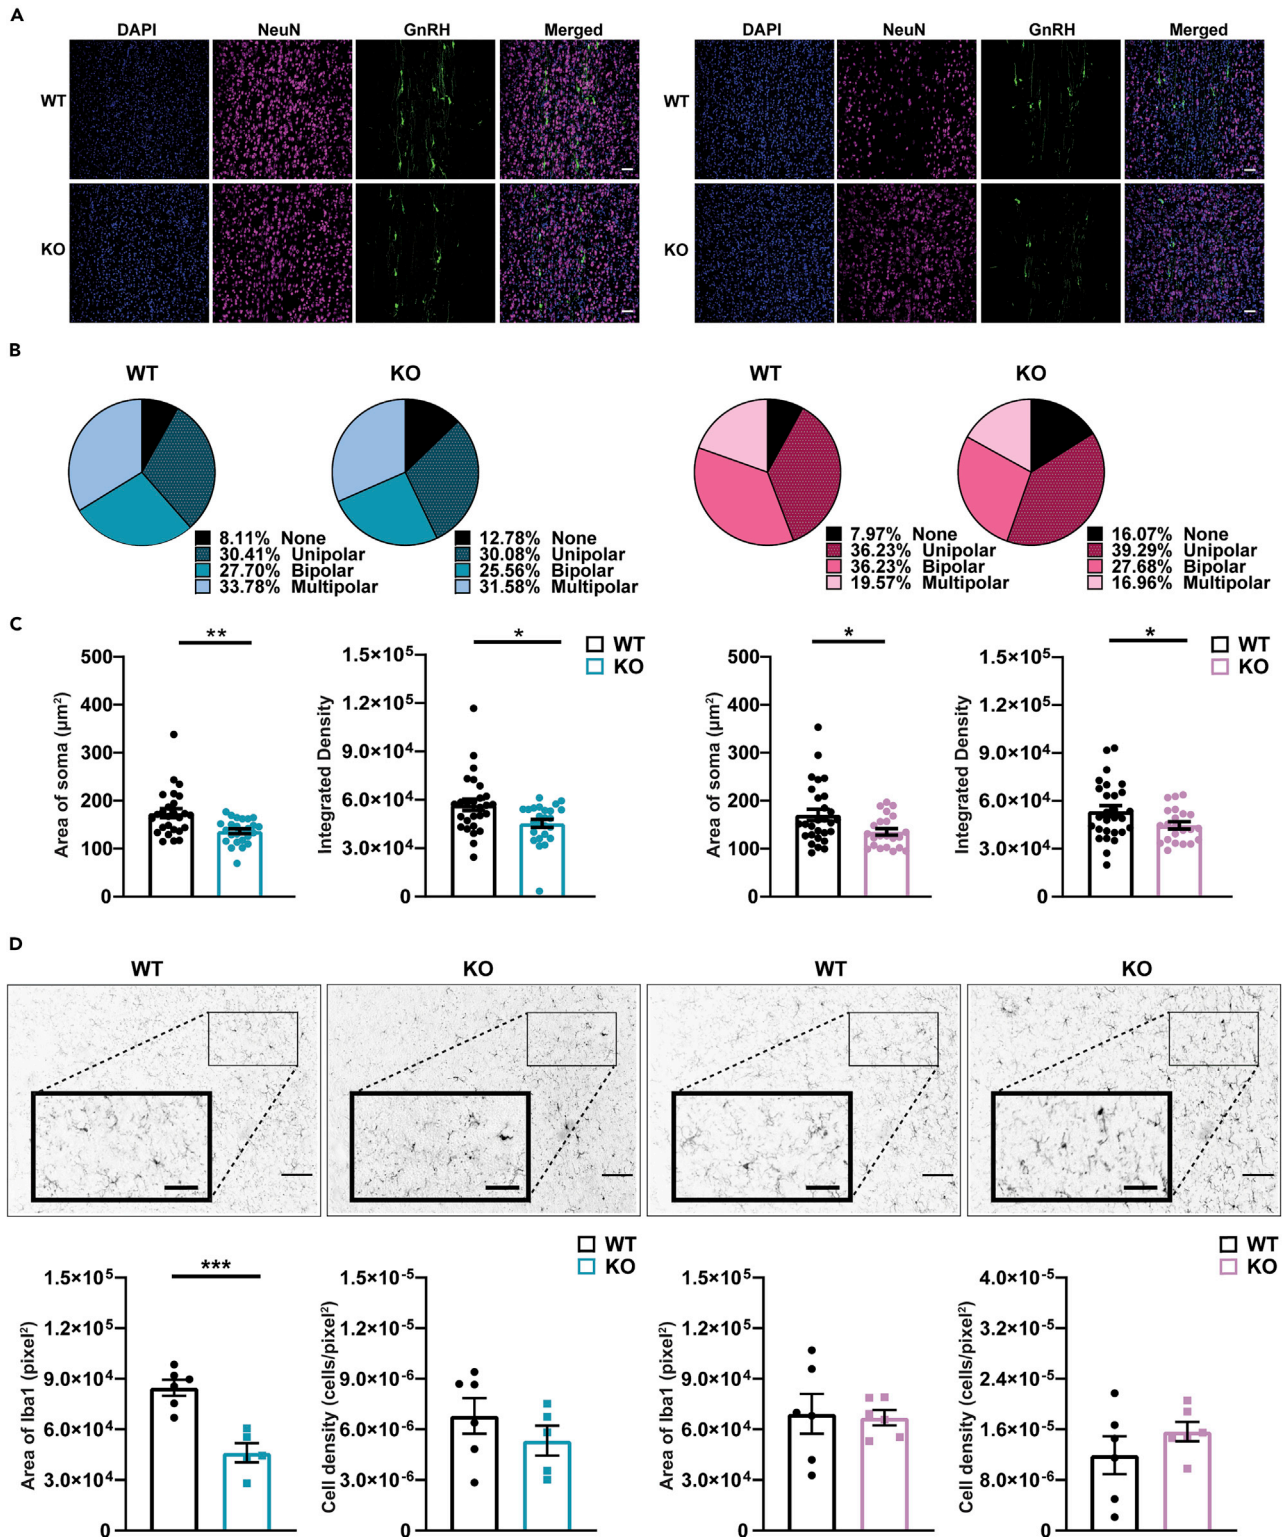 A
DAPI NeuN GnRH Merged DAPI NeuN GnRH Merged
WT WT
KO KO
B
WT KO WT KO
8.11% None 12.78% None 7.97% None 16.07% None
30.41% Unipolar 30.08% Unipolar 36.23% Unipolar 39.29% Unipolar
27.70% Bipolar 25.56% Bipolar 36.23% Bipolar 27.68% Bipolar
33.78% Multipolar 31.58% Multipolar 19.57% Multipolar 16.96% Multipolar
C
** * WT * * WT
KO KO
500 1.5×10⁵ 500 1.5×10⁵
400 1.2×10⁵ 400 1.2×10⁵
300 9.0×10⁴ 300 9.0×10⁴
200 6.0×10⁴ 200 6.0×10⁴
100 3.0×10⁴ 100 3.0×10⁴
0 0 0 0
Area of soma (µm²) Integrated Density Area of soma (µm²) Integrated Density
D
WT KO WT KO
WT WT
*** KO KO
1.5×10⁵ 1.5×10⁻⁵ 1.5×10⁵ 4.0×10⁻⁵
1.2×10⁵ 1.2×10⁻⁵ 1.2×10⁵ 3.2×10⁻⁵
9.0×10⁴ 9.0×10⁻⁶ 9.0×10⁴ 2.4×10⁻⁵
6.0×10⁴ 6.0×10⁻⁶ 6.0×10⁴ 1.6×10⁻⁵
3.0×10⁴ 3.0×10⁻⁶ 3.0×10⁴ 8.0×10⁻⁶
0 0 0 0
Area of Iba1 (pixel²) Cell density (cells/pixel²) Area of Iba1 (pixel²) Cell density (cells/pixel²)